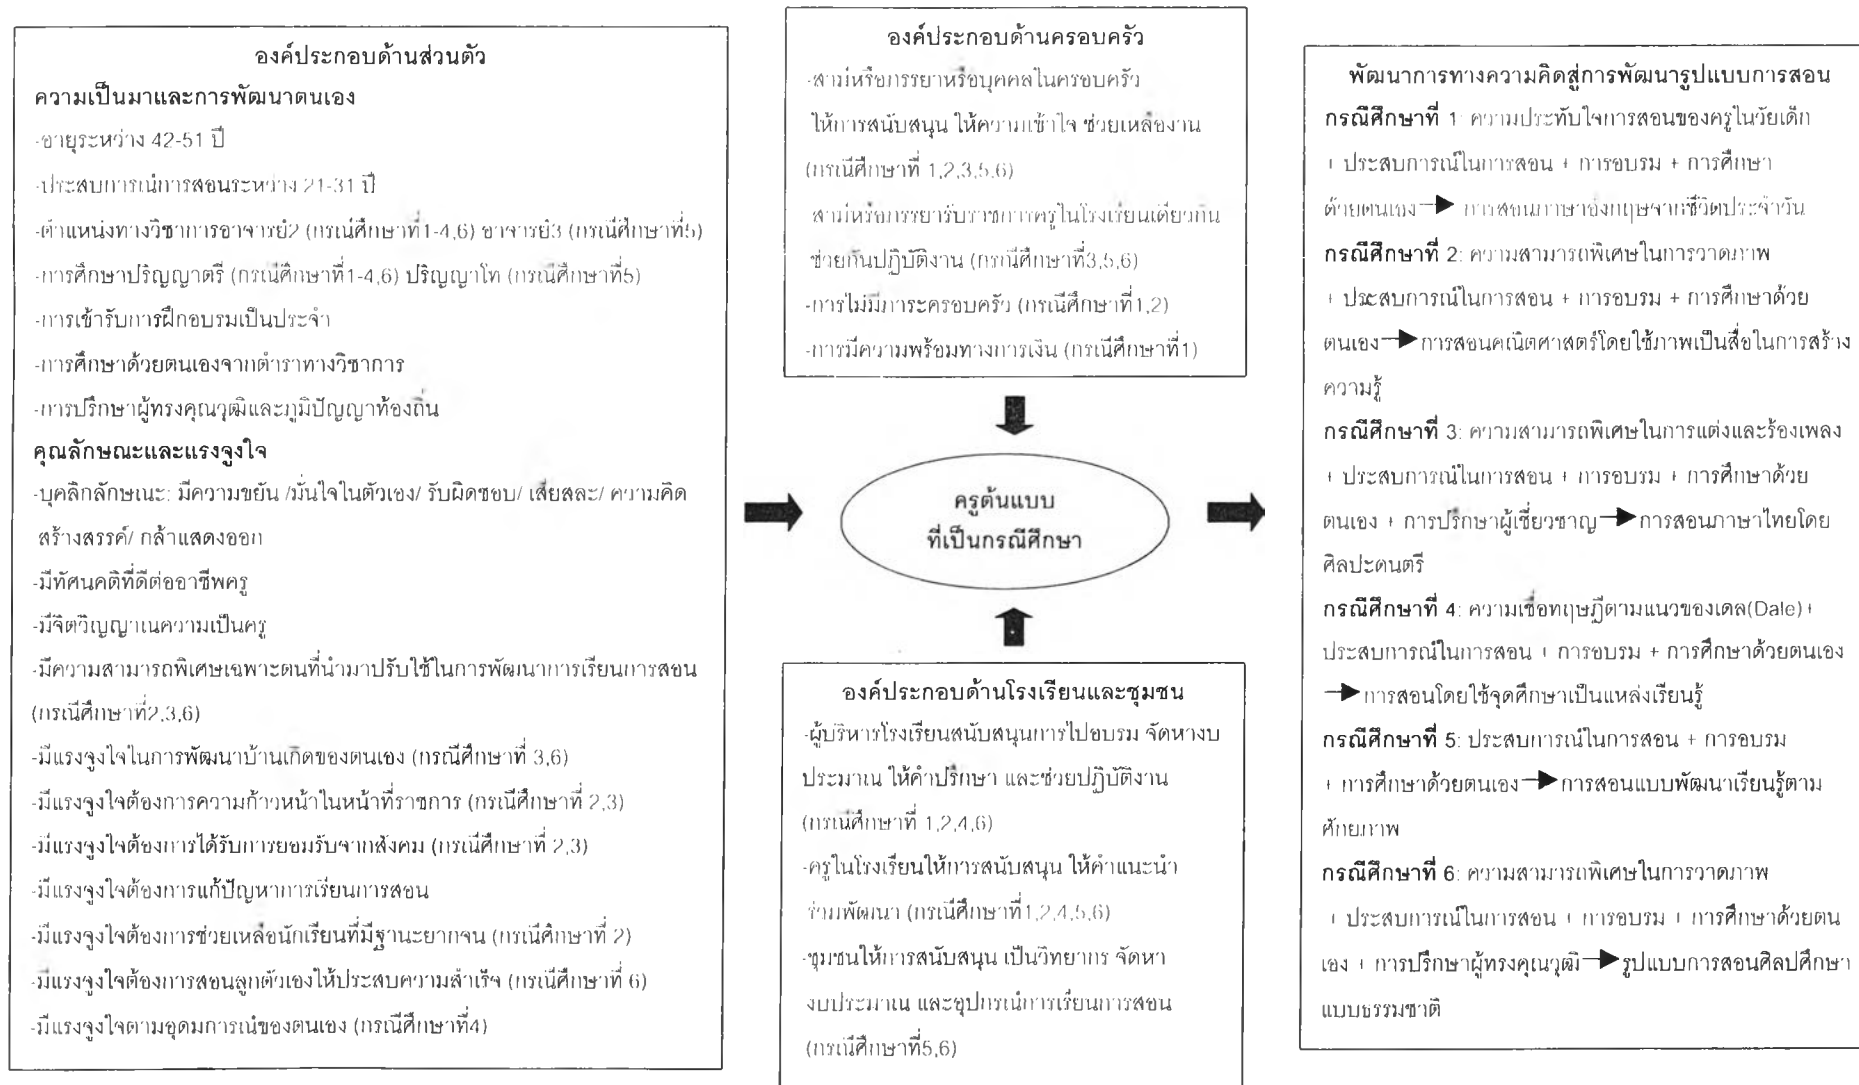 องค์ประกอบด้านส่วนตัว
ความเป็นมาและการพัฒนาตนเอง
-อายุระหว่าง 42-51 ปี
-ประสบการณ์การสอนระหว่าง 21-31 ปี
-ตำแหน่งทางวิชาการอาจารย์2 (กรณีศึกษาที่1-4,6) อาจารย์3 (กรณีศึกษาที่5)
-การศึกษาปริญญาตรี (กรณีศึกษาที่1-4,6) ปริญญาโท (กรณีศึกษาที่5)
-การเข้ารับการฝึกอบรมเป็นประจำ
-การศึกษาด้วยตนเองจากตำราทางวิชาการ
-การปรึกษาผู้ทรงคุณวุฒิและภูมิปัญญาท้องถิ่น
คุณลักษณะและแรงจูงใจ
-บุคลิกลักษณะ: มีความขยัน /มั่นใจในตัวเอง/ รับผิดชอบ/ เสียสละ/ ความคิด
สร้างสรรค์/ กล้าแสดงออก
-มีทัศนคติที่ดีต่ออาชีพครู
-มีจิตวิญญาณความเป็นครู
-มีความสามารถพิเศษเฉพาะตนที่นำมาปรับใช้ในการพัฒนาการเรียนการสอน
(กรณีศึกษาที่2,3,6)
-มีแรงจูงใจในการพัฒนาบ้านเกิดของตนเอง (กรณีศึกษาที่ 3,6)
-มีแรงจูงใจต้องการความก้าวหน้าในหน้าที่ราชการ (กรณีศึกษาที่ 2,3)
-มีแรงจูงใจต้องการได้รับการยอมรับจากสังคม (กรณีศึกษาที่ 2,3)
-มีแรงจูงใจต้องการแก้ปัญหาการเรียนการสอน
-มีแรงจูงใจต้องการช่วยเหลือนักเรียนที่มีฐานะยากจน (กรณีศึกษาที่ 2)
-มีแรงจูงใจต้องการสอนลูกตัวเองให้ประสบความสำเร็จ (กรณีศึกษาที่ 6)
-มีแรงจูงใจตามอุดมการณ์ของตนเอง (กรณีศึกษาที่4)
องค์ประกอบด้านครอบครัว
-สามีหรือภรรยาหรือบุคคลในครอบครัว
ให้การสนับสนุน ให้ความเข้าใจ ช่วยเหลืองาน
(กรณีศึกษาที่ 1,2,3,5,6)
สามีหรือภรรยารับราชการครูในโรงเรียนเดียวกัน
ช่วยกันปฏิบัติงาน (กรณีศึกษาที่3,5,6)
-การไม่มีภาระครอบครัว (กรณีศึกษาที่1,2)
-การมีความพร้อมทางการเงิน (กรณีศึกษาที่1)
ครูต้นแบบ
ที่เป็นกรณีศึกษา
องค์ประกอบด้านโรงเรียนและชุมชน
-ผู้บริหารโรงเรียนสนับสนุนการไปอบรม จัดหางบ
ประมาณ ให้คำปรึกษา และช่วยปฏิบัติงาน
(กรณีศึกษาที่ 1,2,4,6)
-ครูในโรงเรียนให้การสนับสนุน ให้คำแนะนำ
ร่วมพัฒนา (กรณีศึกษาที่1,2,4,5,6)
-ชุมชนให้การสนับสนุน เป็นวิทยากร จัดหา
งบประมาณ และอุปกรณ์การเรียนการสอน
(กรณีศึกษาที่5,6)
พัฒนาการทางความคิดสู่การพัฒนารูปแบบการสอน
กรณีศึกษาที่ 1: ความประทับใจการสอนของครูในวัยเด็ก
+ ประสบการณ์ในการสอน + การอบรม + การศึกษา
ด้วยตนเอง→ การสอนภาษาอังกฤษจากชีวิตประจำวัน
กรณีศึกษาที่ 2: ความสามารถพิเศษในการวาดภาพ
+ ประสบการณ์ในการสอน + การอบรม + การศึกษาด้วย
ตนเอง→การสอนคณิตศาสตร์โดยใช้ภาพเป็นสื่อในการสร้าง
ความรู้
กรณีศึกษาที่ 3: ความสามารถพิเศษในการแต่งและร้องเพลง
+ ประสบการณ์ในการสอน + การอบรม + การศึกษาด้วย
ตนเอง + การปรึกษาผู้เชี่ยวชาญ→การสอนภาษาไทยโดย
ศิลปะดนตรี
กรณีศึกษาที่ 4: ความเชื่อทฤษฎีตามแนวของเดล(Dale)+
ประสบการณ์ในการสอน + การอบรม + การศึกษาด้วยตนเอง
→การสอนโดยใช้จุดศึกษาเป็นแหล่งเรียนรู้
กรณีศึกษาที่ 5: ประสบการณ์ในการสอน + การอบรม
+ การศึกษาด้วยตนเอง→การสอนแบบพัฒนาเรียนรู้ตาม
ศักยภาพ
กรณีศึกษาที่ 6: ความสามารถพิเศษในการวาดภาพ
+ ประสบการณ์ในการสอน + การอบรม + การศึกษาด้วยตน
เอง + การปรึกษาผู้ทรงคุณวุฒิ→รูปแบบการสอนศิลปศึกษา
แบบธรรมชาติ